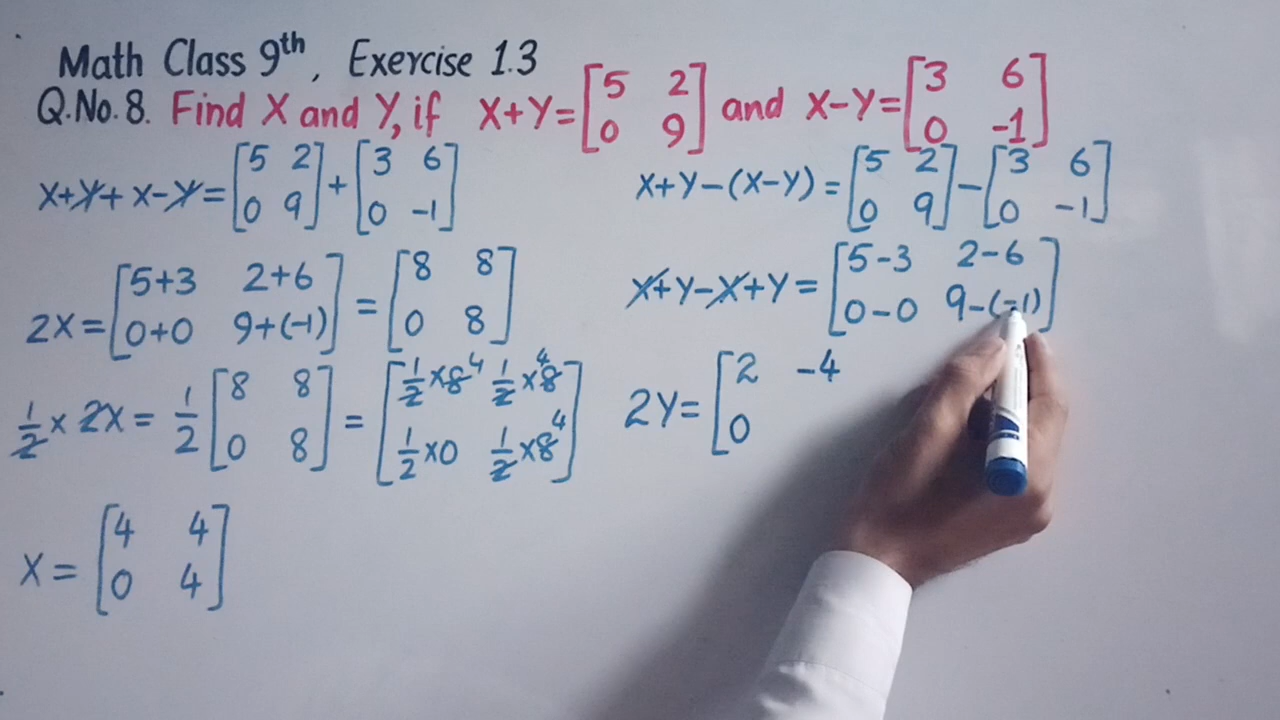 Math Class 9th, Exercise 1.3
Q.No.8. Find X and Y, if X+Y=[5 2; 0 9] and X-Y=[3 6; 0 -1]
X+Y+X-Y=[5 2; 0 9]+[3 6; 0 -1]
2X=[5+3 2+6; 0+0 9+(-1)]=[8 8; 0 8]
1/2×2X=1/2[8 8; 0 8]=[1/2×8 4 1/2×8 4; 1/2×0 1/2×8 4]
X=[4 4; 0 4]
X+Y-(X-Y)=[5 2; 0 9]-[3 6; 0 -1]
X+Y-X+Y=[5-3 2-6; 0-0 9-(-1)]
2Y=[2 -4; 0